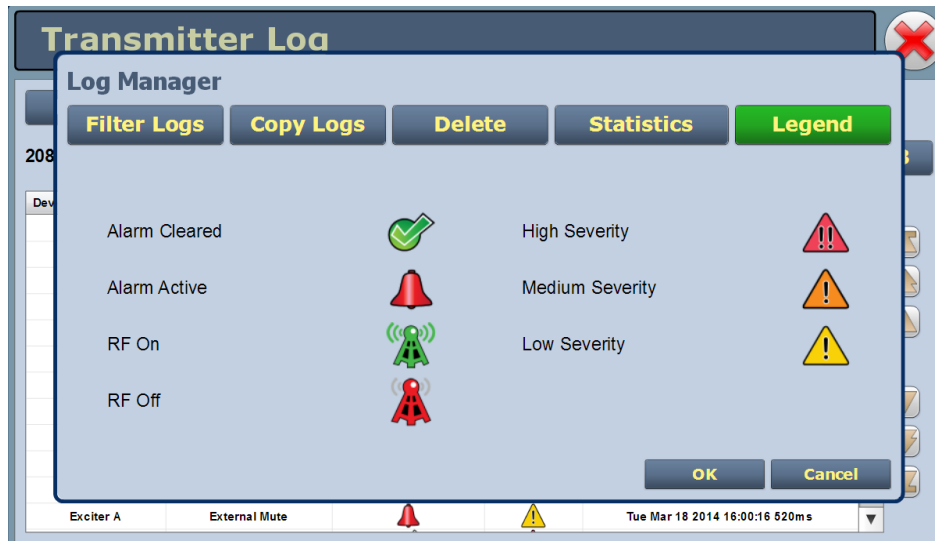 Transmitter Log
Log Manager
Filter Logs Copy Logs Delete Statistics Legend
208
Dev
Alarm Cleared High Severity
Alarm Active Medium Severity
RF On Low Severity
RF Off
OK Cancel
Exciter A External Mute Tue Mar 18 2014 16:00:16 520ms